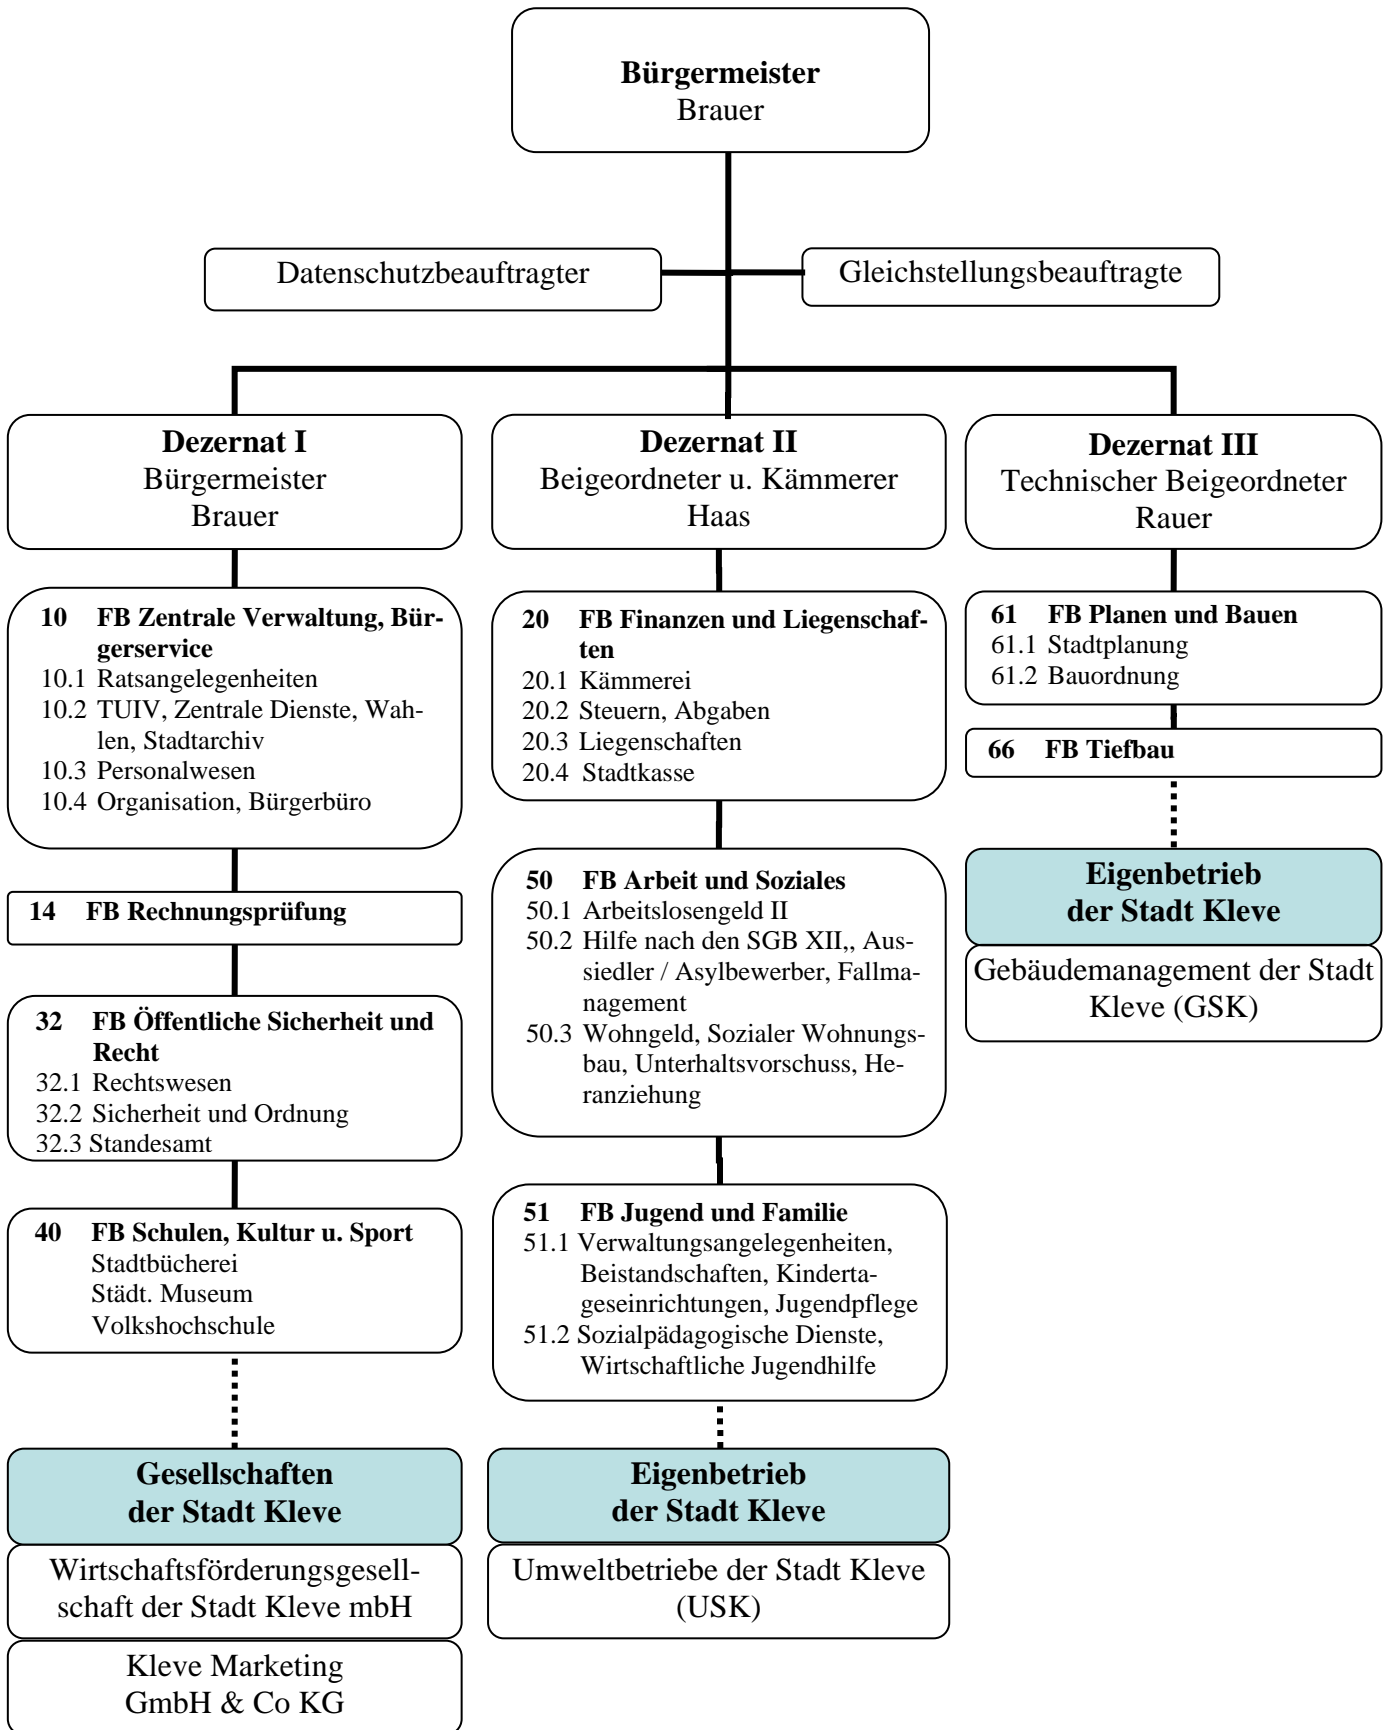 Bürgermeister
Brauer
Datenschutzbeauftragter
Gleichstellungsbeauftragte
Dezernat I
Bürgermeister
Brauer
10 FB Zentrale Verwaltung, Bür-
gerservice
10.1 Ratsangelegenheiten
10.2 TUIV, Zentrale Dienste, Wah-
len, Stadtarchiv
10.3 Personalwesen
10.4 Organisation, Bürgerbüro
14 FB Rechnungsprüfung
32 FB Öffentliche Sicherheit und
Recht
32.1 Rechtswesen
32.2 Sicherheit und Ordnung
32.3 Standesamt
40 FB Schulen, Kultur u. Sport
Stadtbücherei
Städt. Museum
Volkshochschule
Gesellschaften
der Stadt Kleve
Wirtschaftsförderungsgesell-
schaft der Stadt Kleve mbH
Kleve Marketing
GmbH & Co KG
Dezernat II
Beigeordneter u. Kämmerer
Haas
20 FB Finanzen und Liegenschaf-
ten
20.1 Kämmerei
20.2 Steuern, Abgaben
20.3 Liegenschaften
20.4 Stadtkasse
50 FB Arbeit und Soziales
50.1 Arbeitslosengeld II
50.2 Hilfe nach den SGB XII,, Aus-
siedler / Asylbewerber, Fallma-
nagement
50.3 Wohngeld, Sozialer Wohnungs-
bau, Unterhaltsvorschuss, He-
ranziehung
51 FB Jugend und Familie
51.1 Verwaltungsangelegenheiten,
Beistandschaften, Kinderta-
geseinrichtungen, Jugendpflege
51.2 Sozialpädagogische Dienste,
Wirtschaftliche Jugendhilfe
Eigenbetrieb
der Stadt Kleve
Umweltbetriebe der Stadt Kleve
(USK)
Dezernat III
Technischer Beigeordneter
Rauer
61 FB Planen und Bauen
61.1 Stadtplanung
61.2 Bauordnung
66 FB Tiefbau
Eigenbetrieb
der Stadt Kleve
Gebäudemanagement der Stadt
Kleve (GSK)